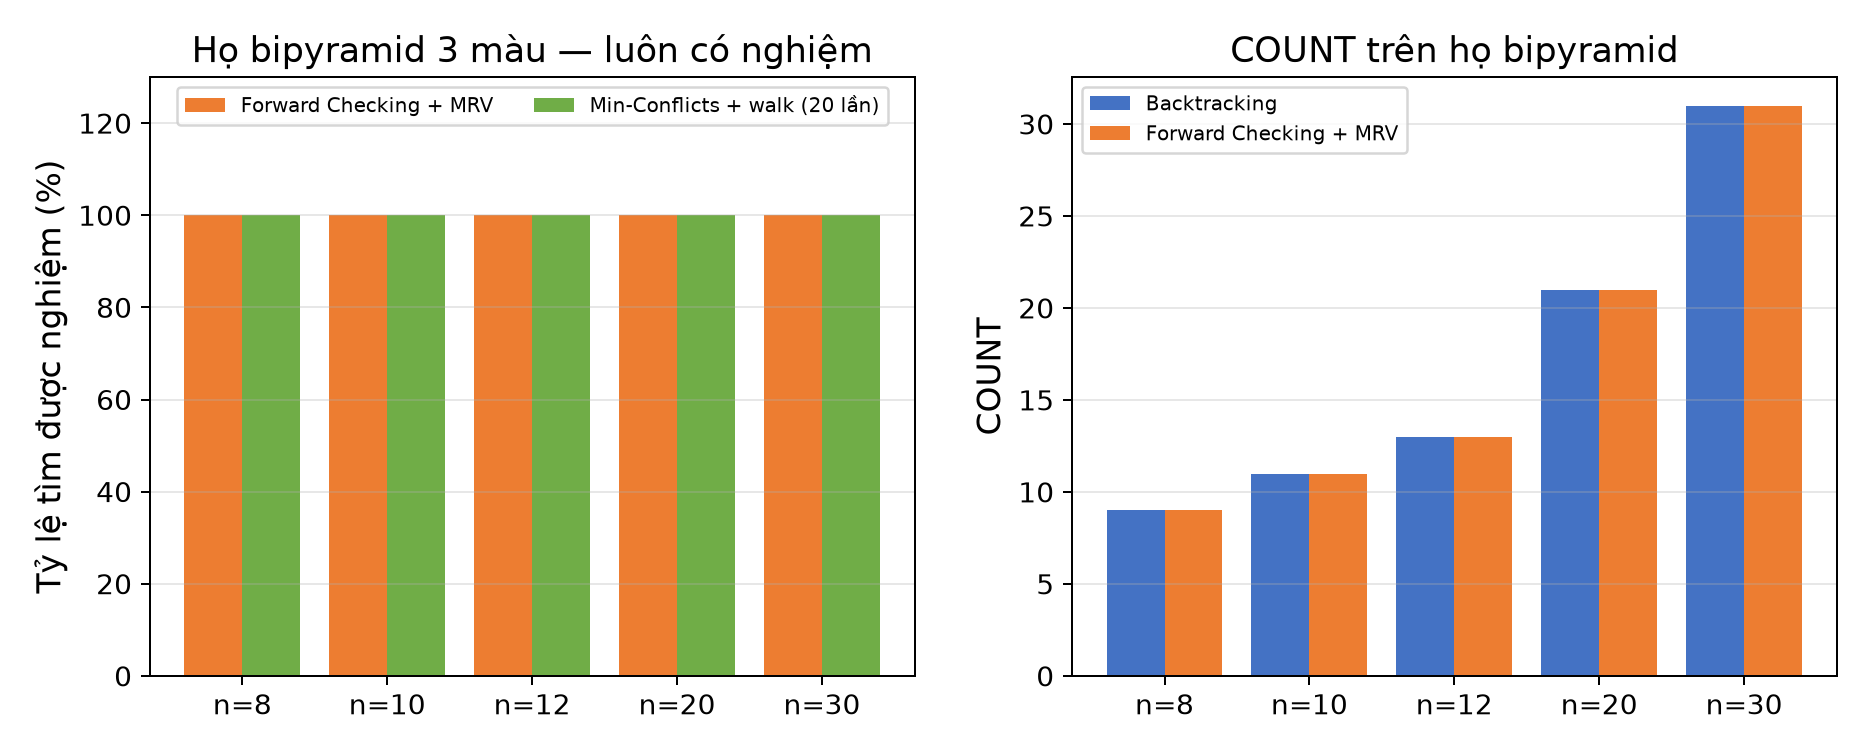 Họ bipyramid 3 màu — luôn có nghiệm
Forward Checking + MRV
Min-Conflicts + walk (20 lần)
Tỷ lệ tìm được nghiệm (%)
120
100
80
60
40
20
0
n=8 n=10 n=12 n=20 n=30
COUNT trên họ bipyramid
Backtracking
Forward Checking + MRV
COUNT
30
25
20
15
10
5
0
n=8 n=10 n=12 n=20 n=30